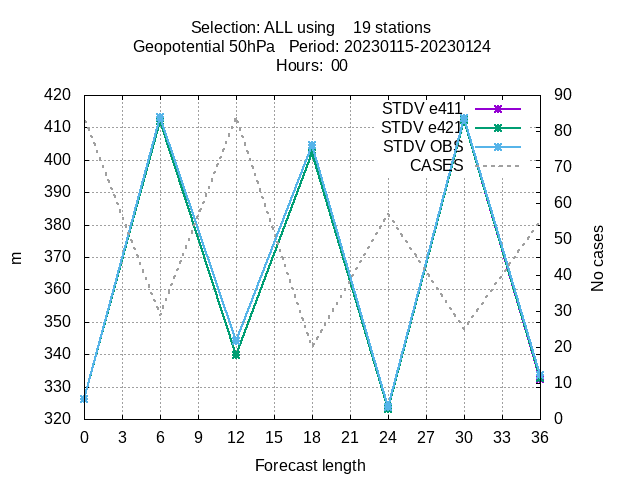 Selection: ALL using    19 stations
Geopotential 50hPa   Period: 20230115-20230124
Hours:  00
420
410
400
390
380
370
360
350
340
330
320
m
90
80
70
60
50
40
30
20
10
0
No cases
STDV e411
STDV e421
STDV OBS
CASES
0 3 6 9 12 15 18 21 24 27 30 33 36
Forecast length